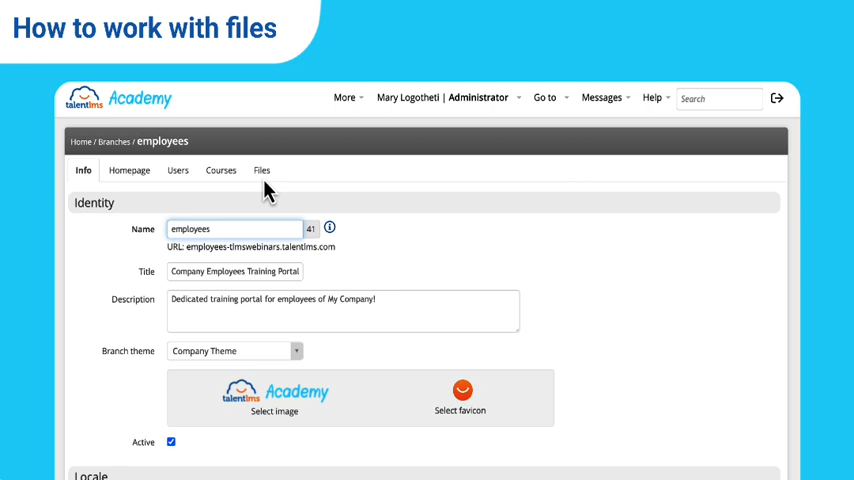 How to work with files
talentlms Academy
More Mary Logotheti | Administrator Go to Messages Help Search
Home / Branches / employees
Info Homepage Users Courses Files
Identity
Name employees 41
URL: employees-tlmswebinars.talentlms.com
Title Company Employees Training Portal
Description Dedicated training portal for employees of My Company!
Branch theme Company Theme
talentlms Academy
Select image Select favicon
Active
Locale